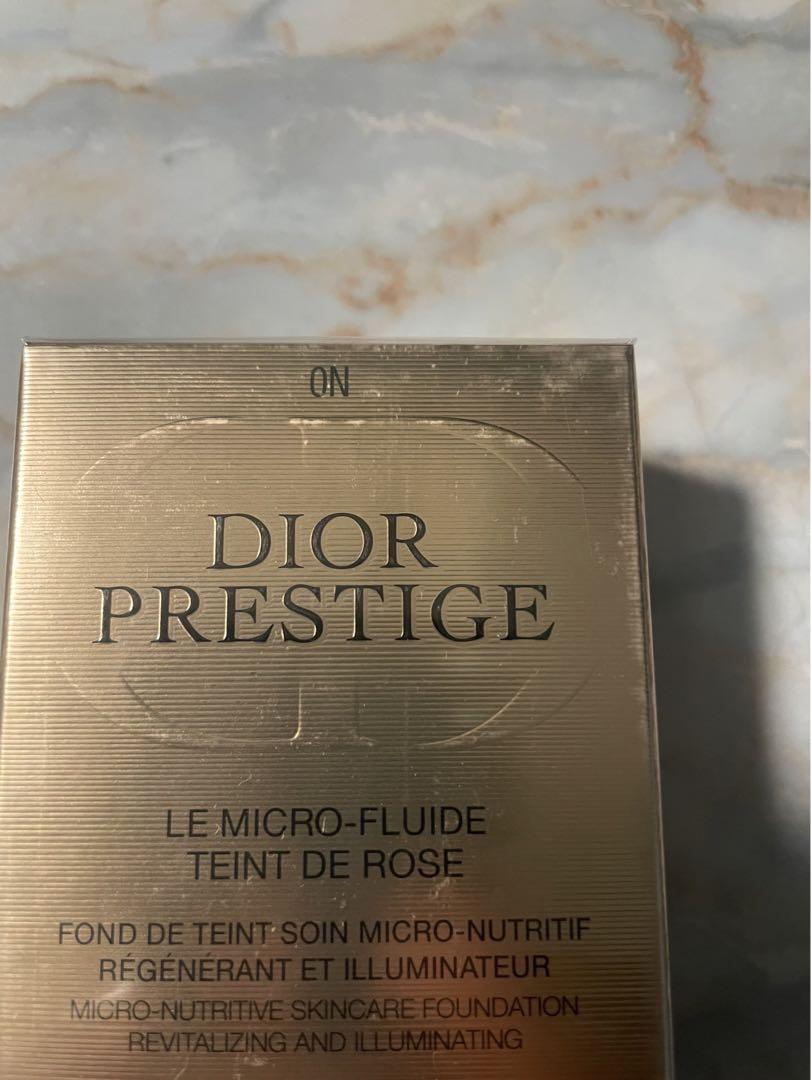 0N
DIOR
PRESTIGE
LE MICRO-FLUIDE
TEINT DE ROSE
FOND DE TEINT SOIN MICRO-NUTRITIF
RÉGÉNÉRANT ET ILLUMINATEUR
MICRO-NUTRITIVE SKINCARE FOUNDATION
REVITALIZING AND ILLUMINATING